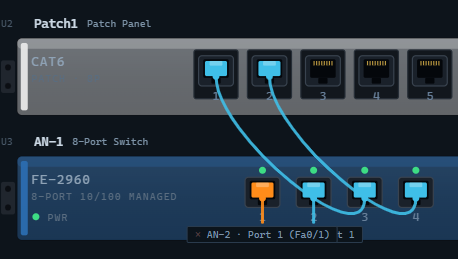 U2 Patch1 Patch Panel
CAT6
1 2 3 4 5
U3 AN-1 8-Port Switch
FE-2960
8-PORT 10/100 MANAGED
PWR
1 2 3 4
× AN-2 · Port 1 (Fa0/1) t 1